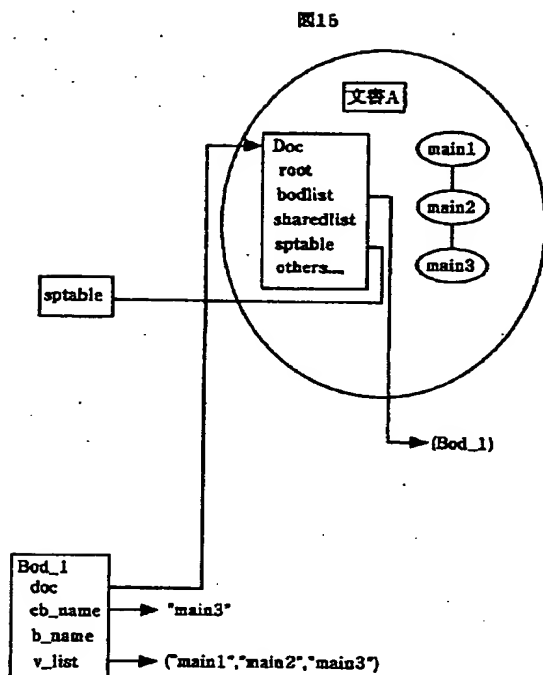 図15
文書A
Doc
root
bodlist
sharedlist
sptable
others....
main1
main2
main3
sptable
(Bod_1)
Bod_1
doc
eb_name
"main3"
b_name
v_list
("main1","main2","main3")